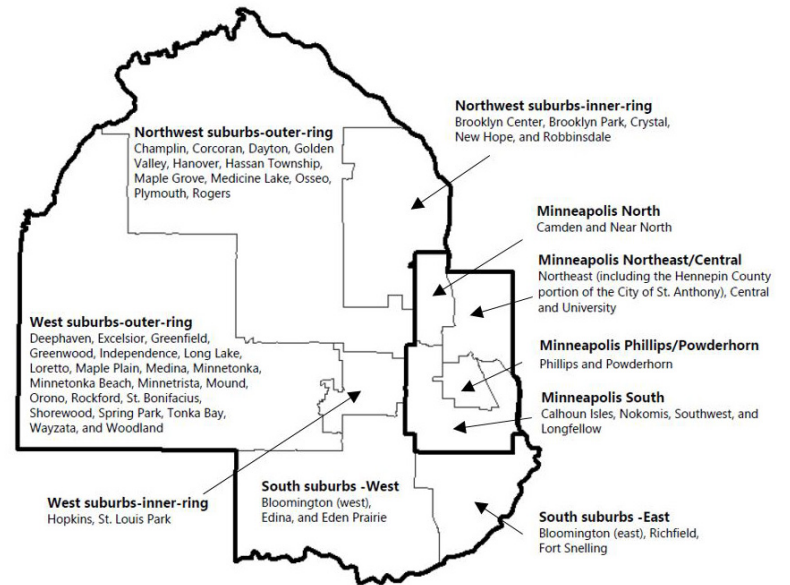 Northwest suburbs-inner-ring
Brooklyn Center, Brooklyn Park, Crystal,
New Hope, and Robbinsdale
Northwest suburbs-outer-ring
Champlin, Corcoran, Dayton, Golden
Valley, Hanover, Hassan Township,
Maple Grove, Medicine Lake, Osseo,
Plymouth, Rogers
Minneapolis North
Camden and Near North
Minneapolis Northeast/Central
Northeast (including the Hennepin County
portion of the City of St. Anthony), Central
and University
West suburbs-outer-ring
Deephaven, Excelsior, Greenfield,
Greenwood, Independence, Long Lake,
Loretto, Maple Plain, Medina, Minnetonka,
Minnetonka Beach, Minnetrista, Mound,
Orono, Rockford, St. Bonifacius,
Shorewood, Spring Park, Tonka Bay,
Wayzata, and Woodland
Minneapolis Phillips/Powderhorn
Phillips and Powderhorn
Minneapolis South
Calhoun Isles, Nokomis, Southwest, and
Longfellow
West suburbs-inner-ring
Hopkins, St. Louis Park
South suburbs -West
Bloomington (west),
Edina, and Eden Prairie
South suburbs -East
Bloomington (east), Richfield,
Fort Snelling